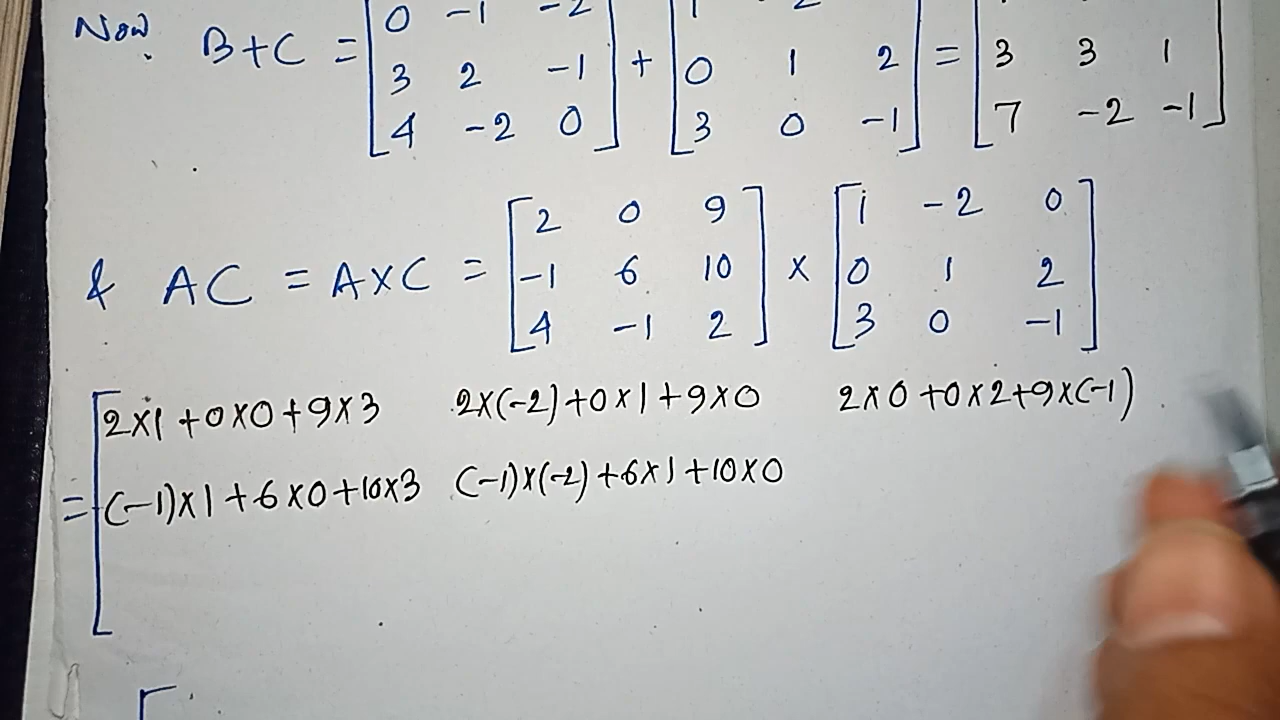 Now. B+C = [0 -1 -2 + [1 -2 = [
3 2 -1 0 1 2 3 3 1
4 -2 0] 3 0 -1] 7 -2 -1]
& AC = A×C = [2 0 9 × [1 -2 0
-1 6 10 0 1 2
4 -1 2] 3 0 -1]
= [2×1+0×0+9×3 2×(-2)+0×1+9×0 2×0+0×2+9×(-1)
(-1)×1+6×0+10×3 (-1)×(-2)+6×1+10×0
[